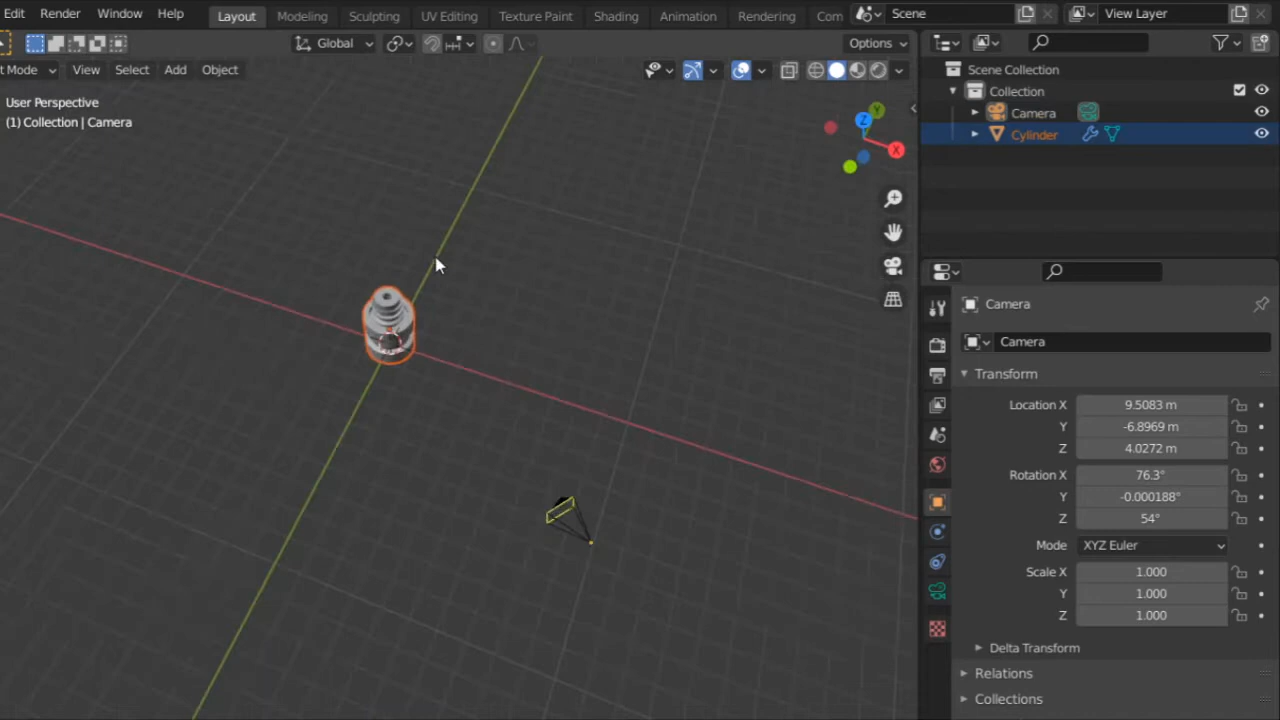 Edit Render Window Help Layout Modeling Sculpting UV Editing Texture Paint Shading Animation Rendering Com Scene View Layer
Global Options
t Mode View Select Add Object
User Perspective
(1) Collection | Camera
Z
Y
X
Scene Collection
Collection
Camera
Cylinder
Camera
Camera
Transform
Location X 9.5083 m
Y -6.8969 m
Z 4.0272 m
Rotation X 76.3°
Y -0.000188°
Z 54°
Mode XYZ Euler
Scale X 1.000
Y 1.000
Z 1.000
Delta Transform
Relations
Collections